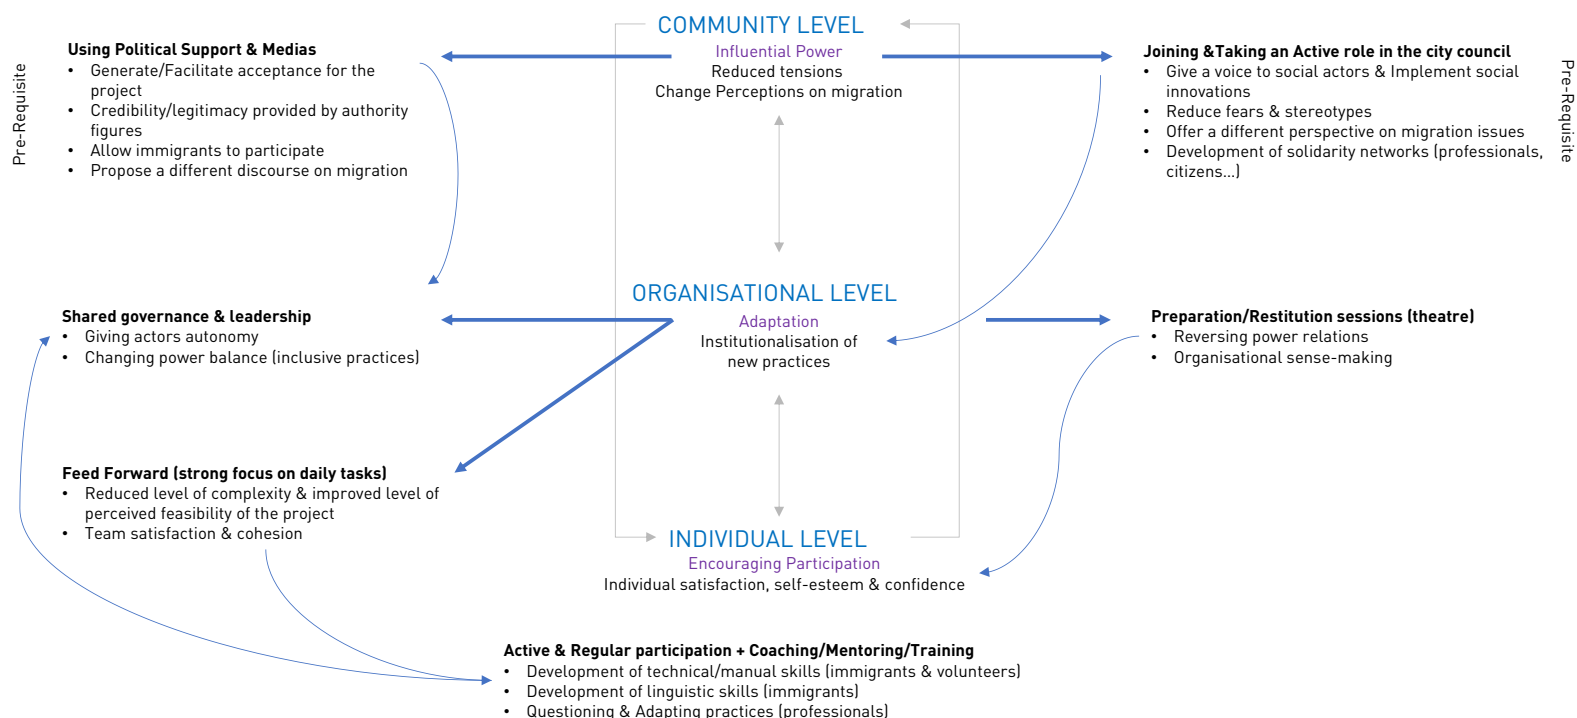 COMMUNITY LEVEL
Influential Power
Reduced tensions
Change Perceptions on migration
Pre-Requisite
Using Political Support & Medias
• Generate/Facilitate acceptance for the
project
• Credibility/legitimacy provided by authority
figures
• Allow immigrants to participate
• Propose a different discourse on migration
Joining &Taking an Active role in the city council
• Give a voice to social actors & Implement social
innovations
• Reduce fears & stereotypes
• Offer a different perspective on migration issues
• Development of solidarity networks (professionals,
citizens...)
Pre-Requisite
ORGANISATIONAL LEVEL
Adaptation
Institutionalisation of
new practices
Shared governance & leadership
• Giving actors autonomy
• Changing power balance (inclusive practices)
Preparation/Restitution sessions (theatre)
• Reversing power relations
• Organisational sense-making
Feed Forward (strong focus on daily tasks)
• Reduced level of complexity & improved level of
perceived feasibility of the project
• Team satisfaction & cohesion
INDIVIDUAL LEVEL
Encouraging Participation
Individual satisfaction, self-esteem & confidence
Active & Regular participation + Coaching/Mentoring/Training
• Development of technical/manual skills (immigrants & volunteers)
• Development of linguistic skills (immigrants)
• Questioning & Adapting practices (professionals)